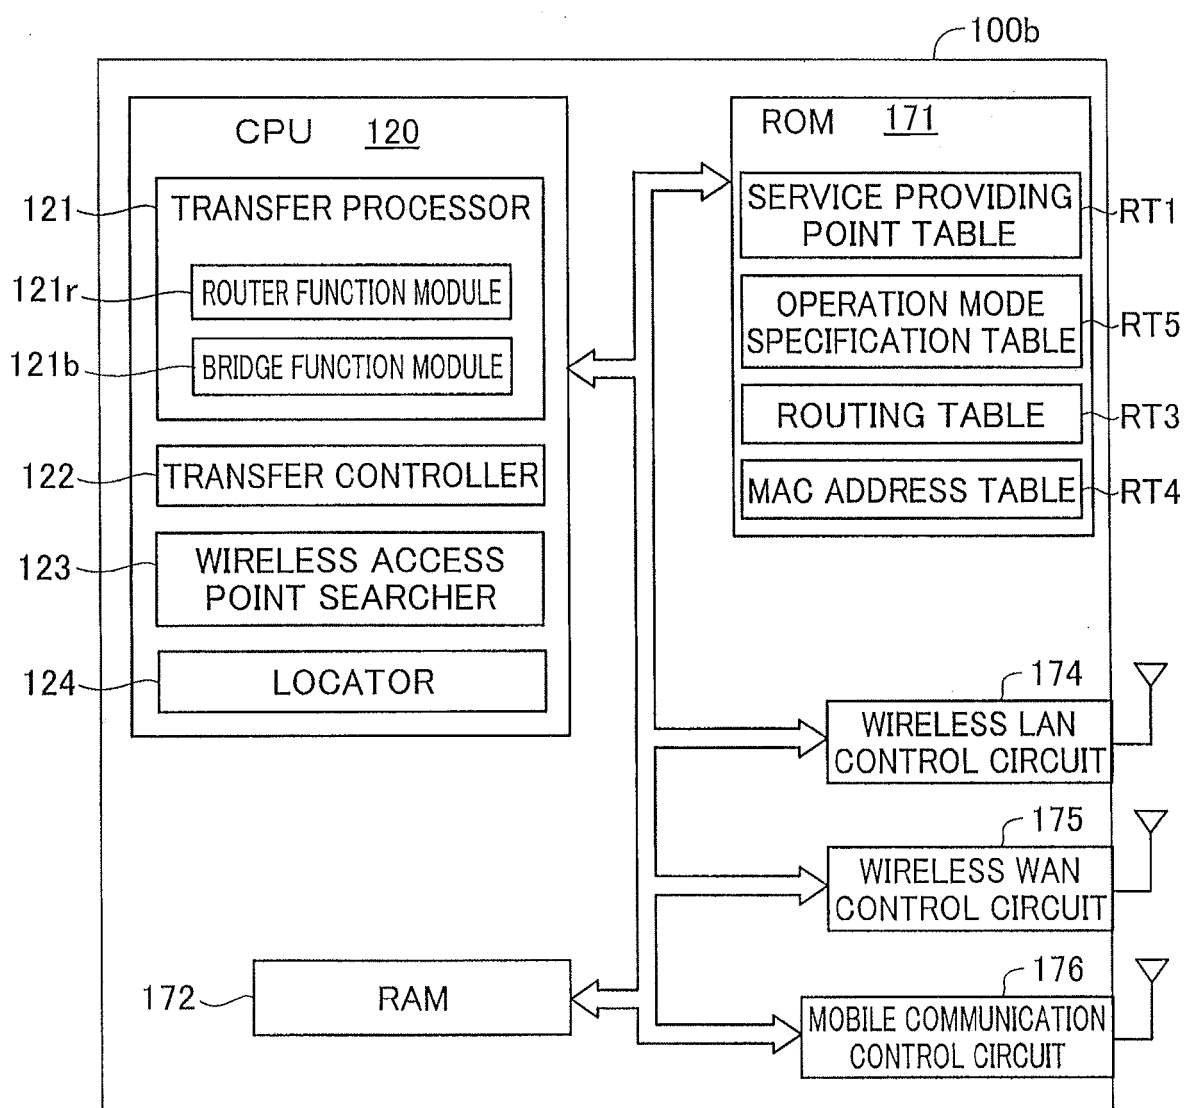 100b
CPU 120
121
TRANSFER PROCESSOR
121r
ROUTER FUNCTION MODULE
121b
BRIDGE FUNCTION MODULE
122
TRANSFER CONTROLLER
123
WIRELESS ACCESS
POINT SEARCHER
124
LOCATOR
ROM 171
SERVICE PROVIDING
POINT TABLE
RT1
OPERATION MODE
SPECIFICATION TABLE
RT5
ROUTING TABLE
RT3
MAC ADDRESS TABLE
RT4
174
WIRELESS LAN
CONTROL CIRCUIT
175
WIRELESS WAN
CONTROL CIRCUIT
172
RAM
176
MOBILE COMMUNICATION
CONTROL CIRCUIT